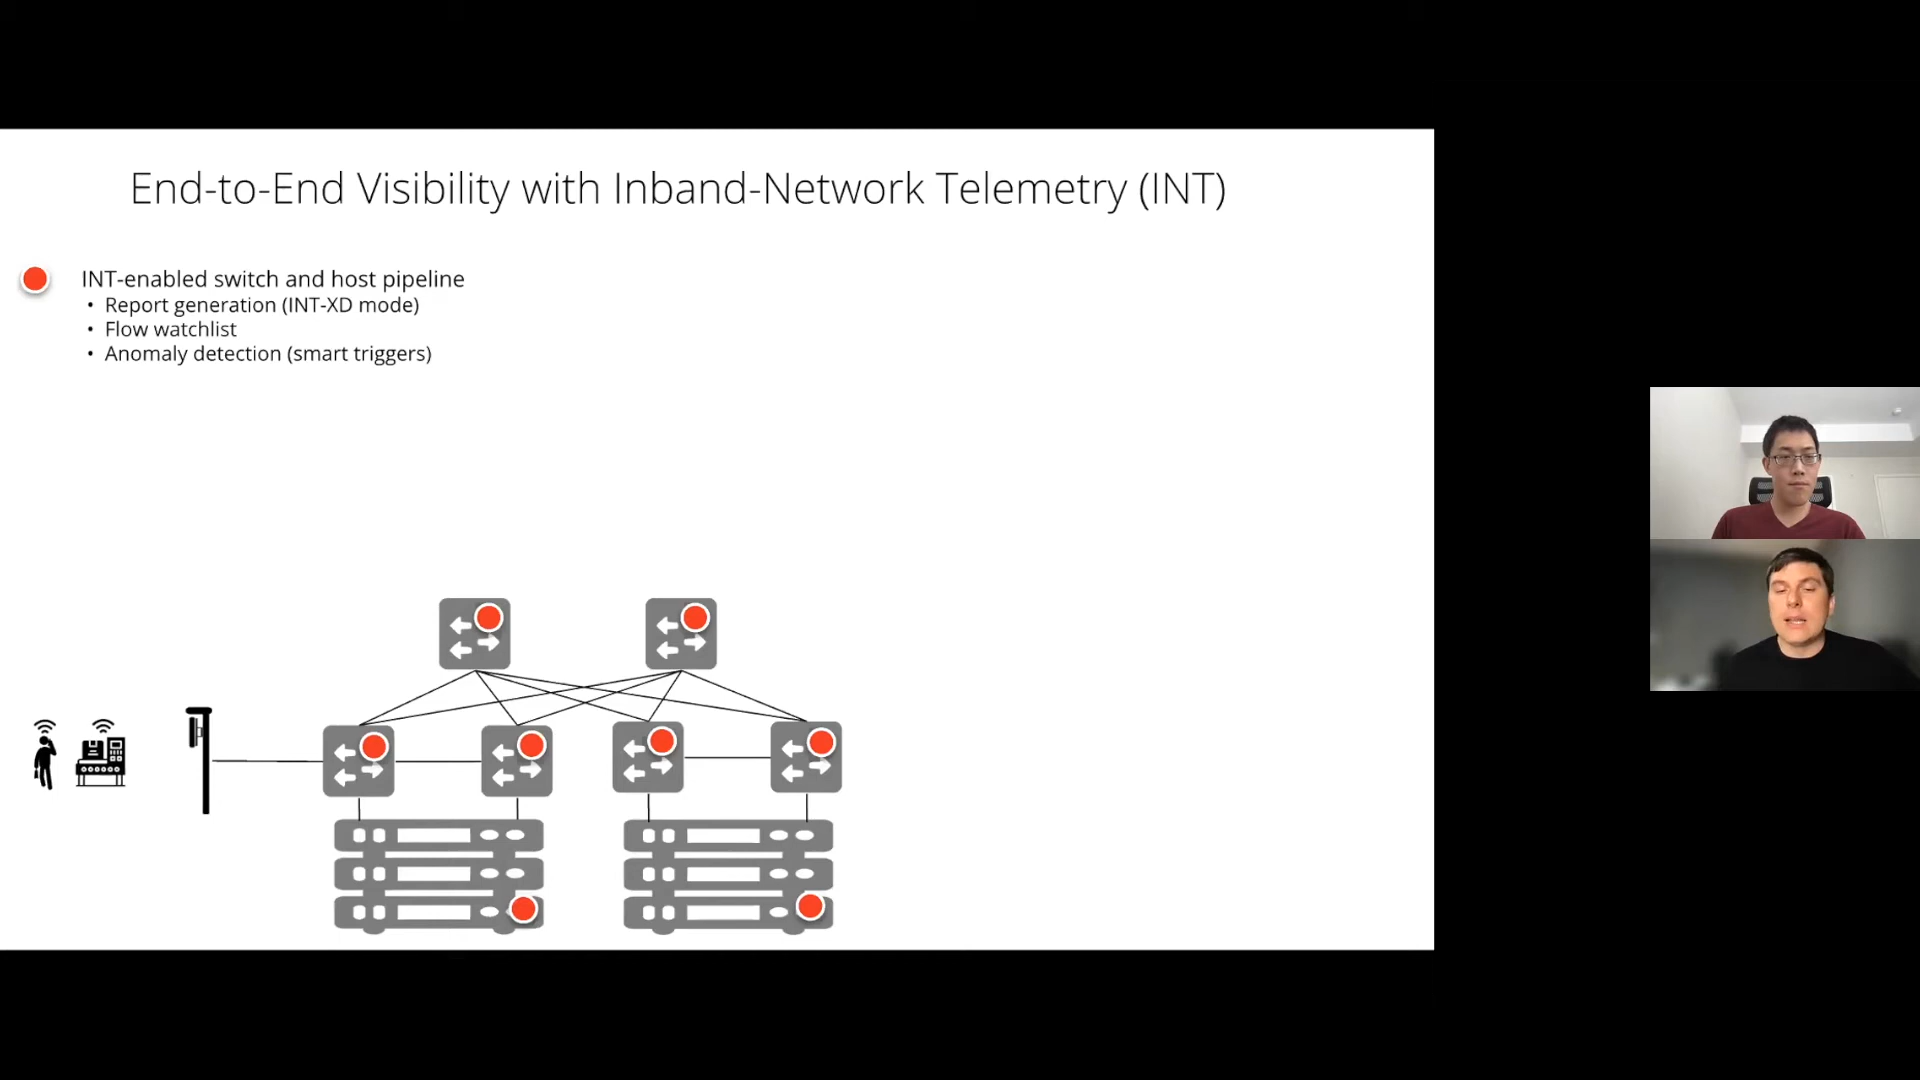 End-to-End Visibility with Inband-Network Telemetry (INT)
INT-enabled switch and host pipeline
• Report generation (INT-XD mode)
• Flow watchlist
• Anomaly detection (smart triggers)